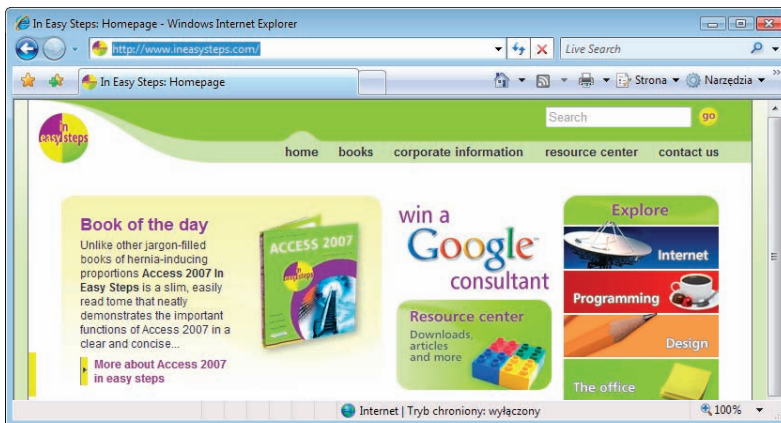 In Easy Steps: Homepage - Windows Internet Explorer
http://www.ineasysteps.com/
Live Search
In Easy Steps: Homepage
Strona
Narzędzia
in
easy steps
Search
go
home books corporate information resource center contact us
Book of the day
Unlike other jargon-filled
books of hernia-inducing
proportions Access 2007 In
Easy Steps is a slim, easily
read tome that neatly
demonstrates the important
functions of Access 2007 in a
clear and concise...
More about Access 2007
in easy steps
ACCESS 2007
in
easy steps
win a
Google
consultant
Resource center
Downloads,
articles
and more
Explore
Internet
Programming
Design
The office
Internet | Tryb chroniony: wyłączony
100%